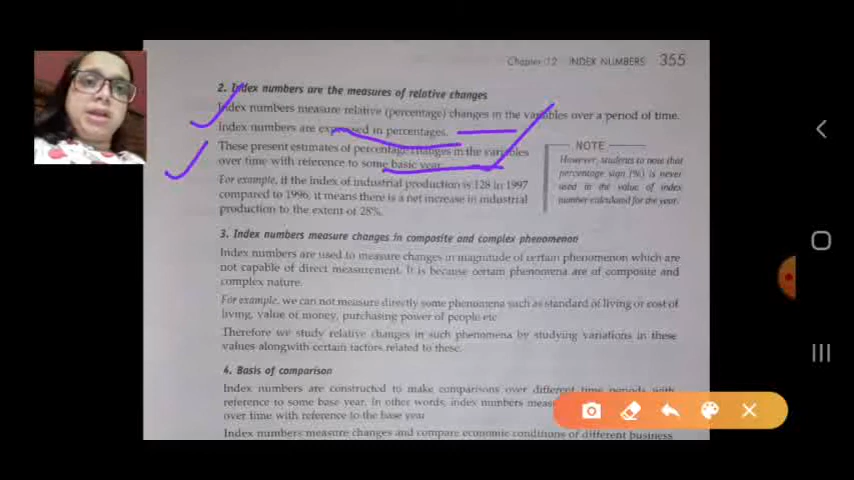 Chapter-12 INDEX NUMBERS 355
2. Index numbers are the measures of relative changes
Index numbers measure relative (percentage) changes in the variables over a period of time.
Index numbers are expressed in percentages.
These present estimates of percentage changes in the variables
over time with reference to some basic year.
For example, if the index of industrial production is 128 in 1997
compared to 1996, it means there is a net increase in industrial
production to the extent of 28%.
NOTE
However, students to note that
percentage sign (%) is never
used in the value of index
number calculated for the year.
3. Index numbers measure changes in composite and complex phenomenon
Index numbers are used to measure changes in magnitude of certain phenomenon which are
not capable of direct measurement. It is because certain phenomena are of composite and
complex nature.
For example, we can not measure directly some phenomena such as standard of living or cost of
living, value of money, purchasing power of people etc
Therefore we study relative changes in such phenomena by studying variations in these
values alongwith certain factors related to these.
4. Basis of comparison
Index numbers are constructed to make comparisons over different time periods with
reference to some base year. In other words, index numbers
over time with reference to the base year
Index numbers measure changes and compare economic conditions of different business